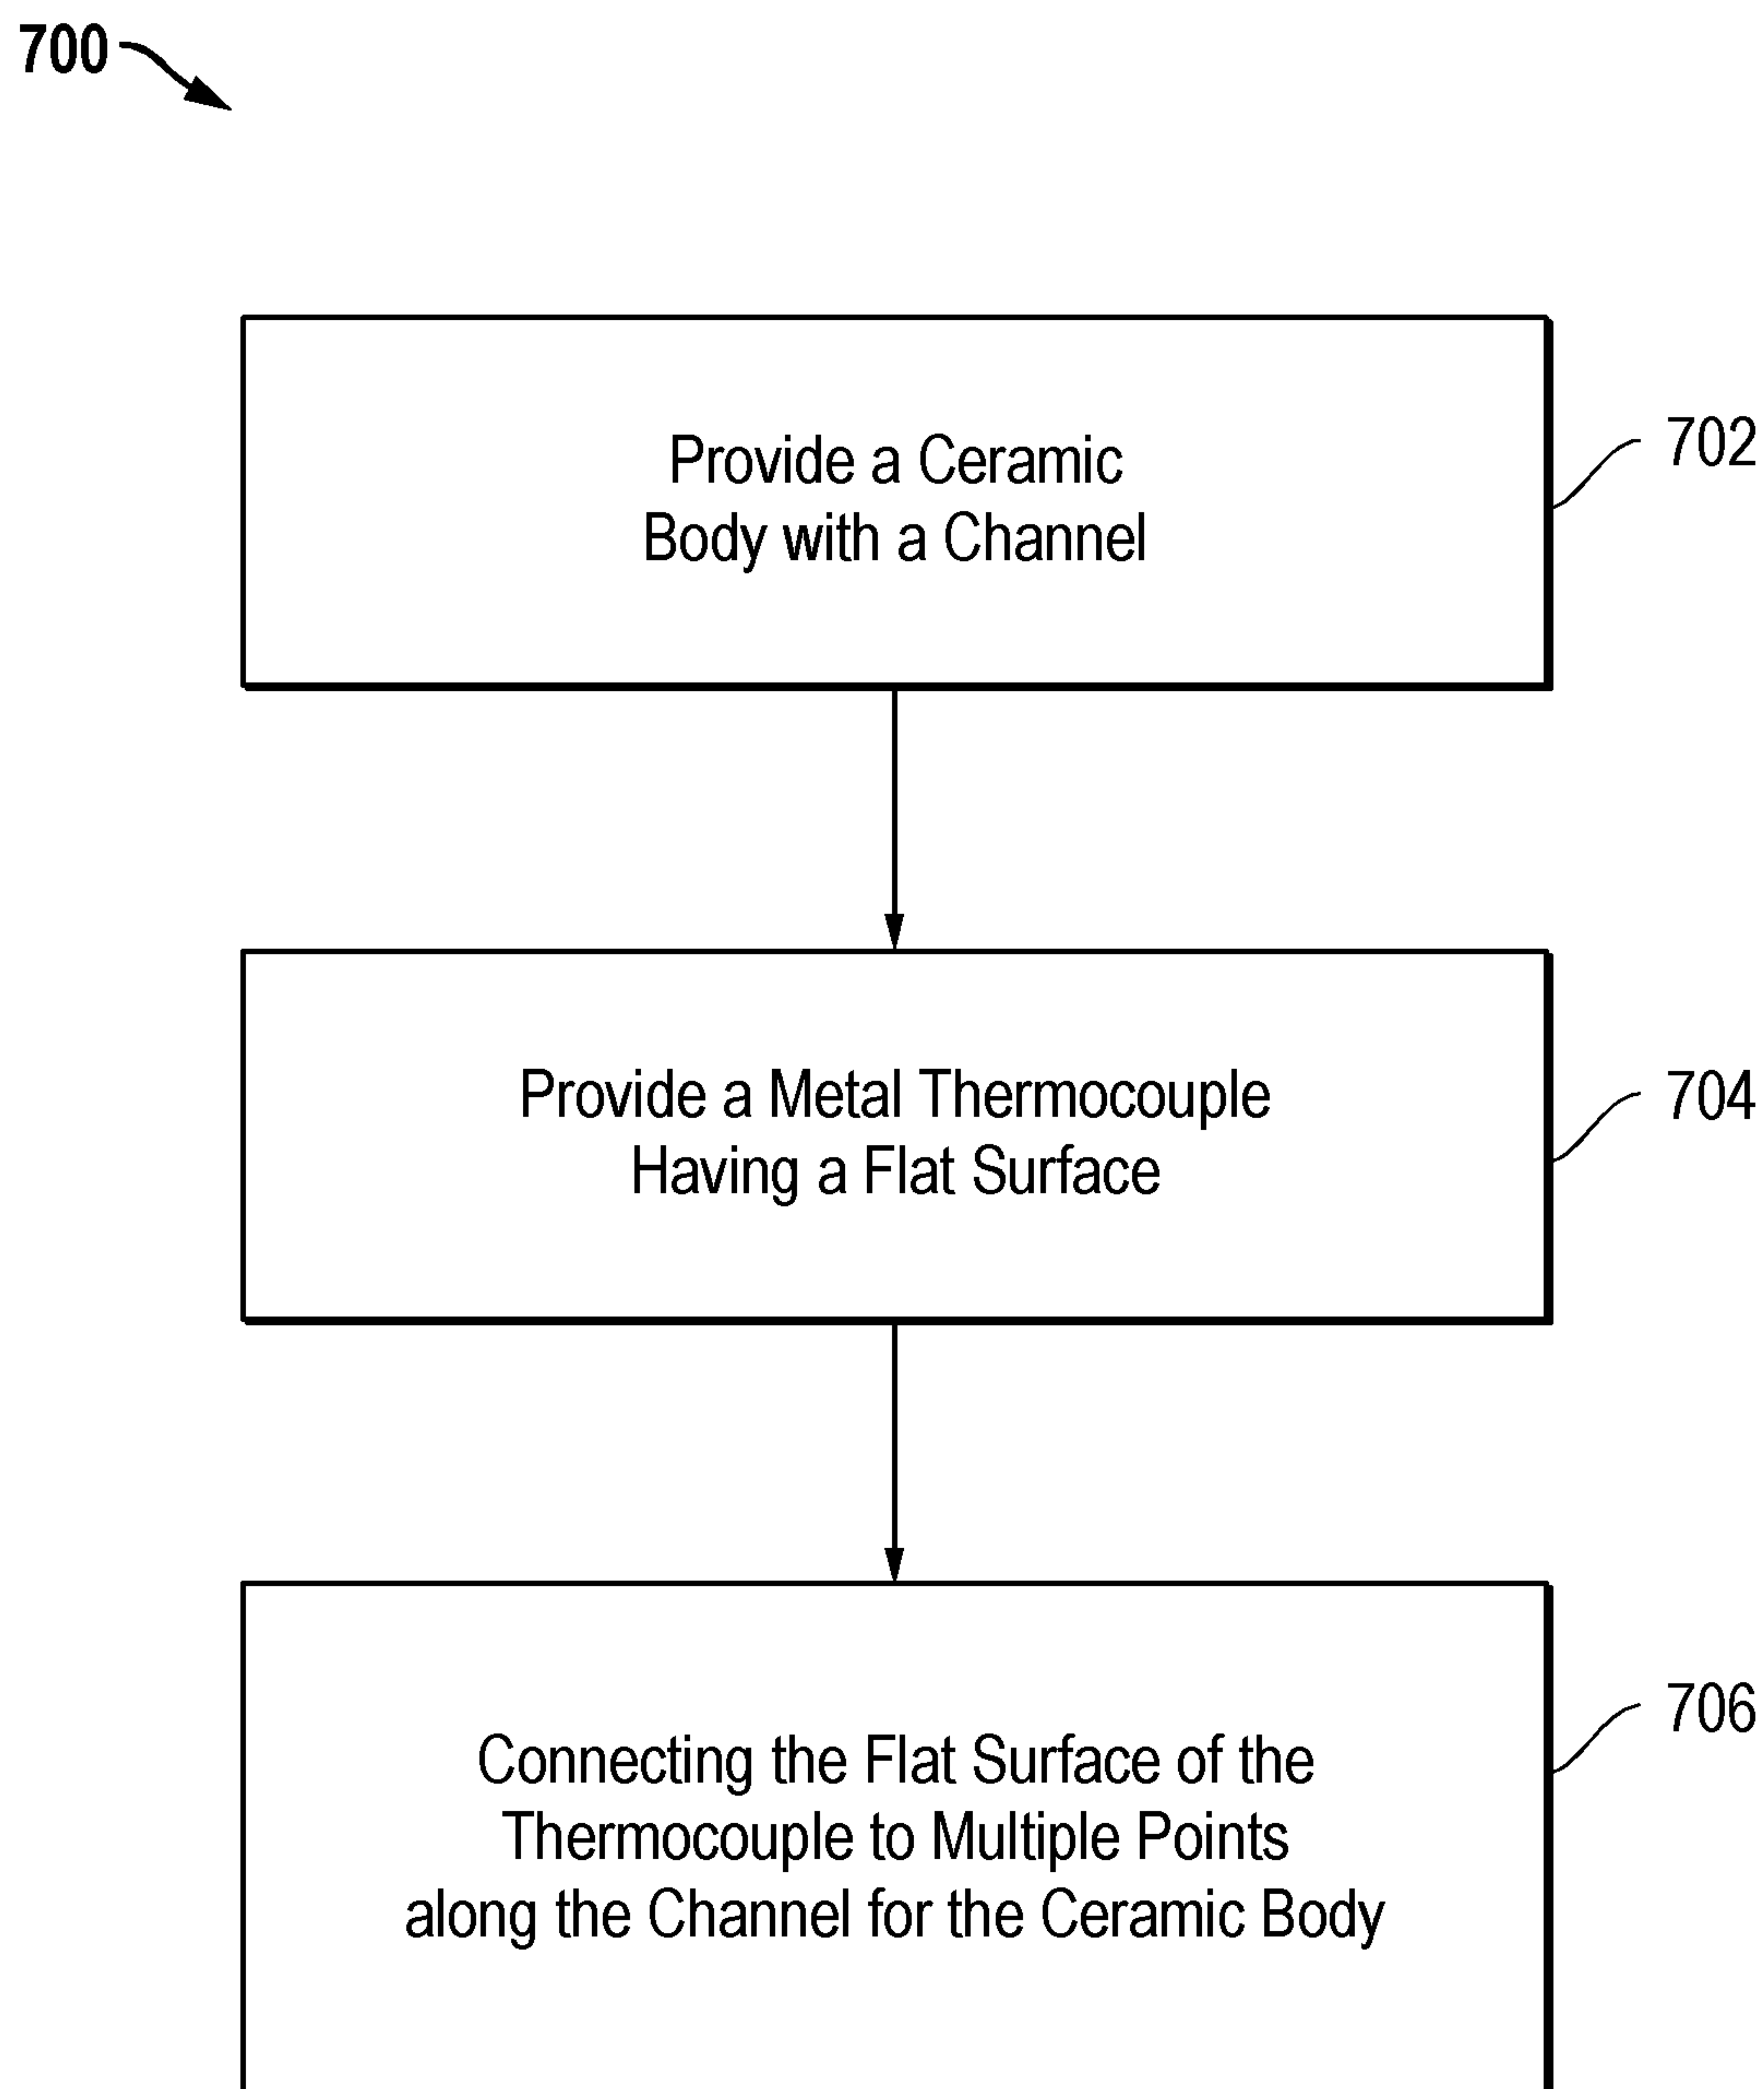 700
Provide a Ceramic
Body with a Channel
702
Provide a Metal Thermocouple
Having a Flat Surface
704
Connecting the Flat Surface of the
Thermocouple to Multiple Points
along the Channel for the Ceramic Body
706